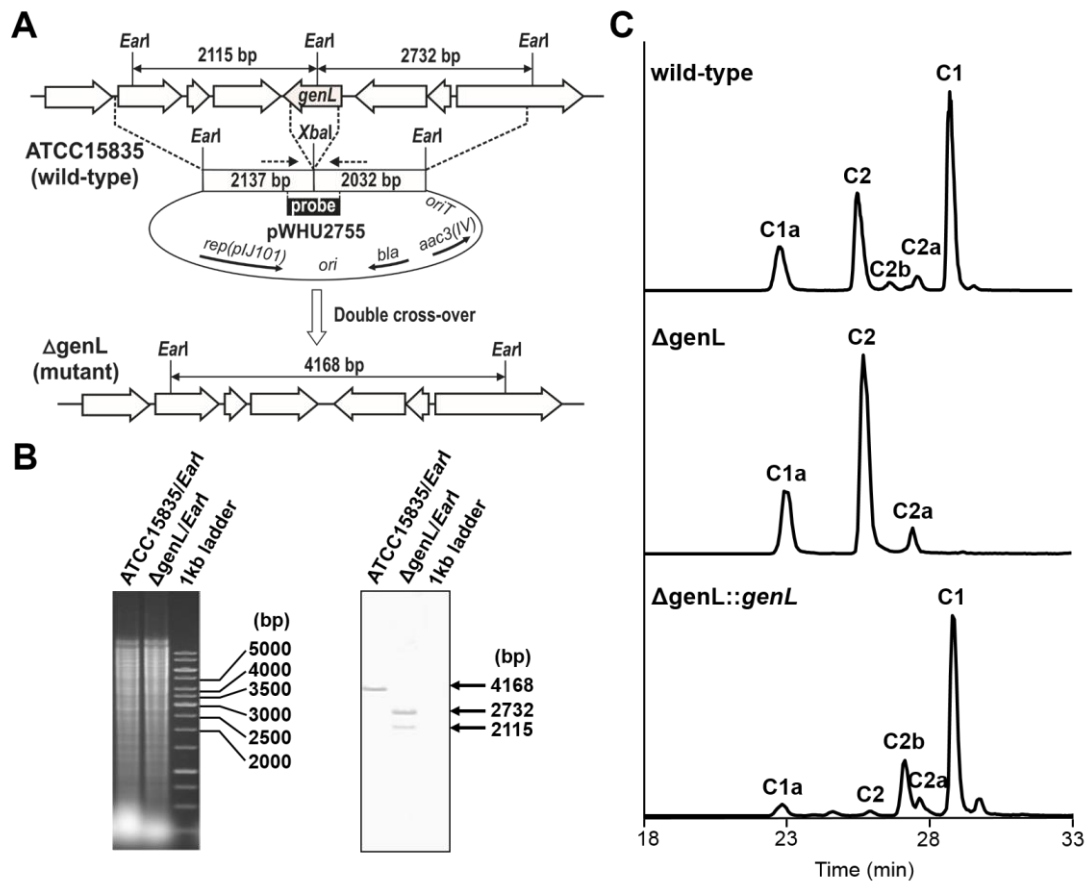 A
EarI
EarI
EarI
2115 bp
2732 bp
genL
ATCC15835
(wild-type)
EarI
XbaI
EarI
2137 bp
2032 bp
probe
oriT
pWHU2755
rep(pIJ101)
ori
bla
aac3(IV)
Double cross-over
ΔgenL
(mutant)
EarI
EarI
4168 bp
B
ATCC15835/EarI
ΔgenL/EarI
1kb ladder
(bp)
5000
4000
3500
3000
2500
2000
ATCC15835/EarI
ΔgenL/EarI
1kb ladder
(bp)
4168
2732
2115
C
wild-type
C1
C2
C1a
C2a
C2b
ΔgenL
C2
C1a
C2a
ΔgenL::genL
C1
C2b
C2a
C1a
C2
18
23
28
33
Time (min)